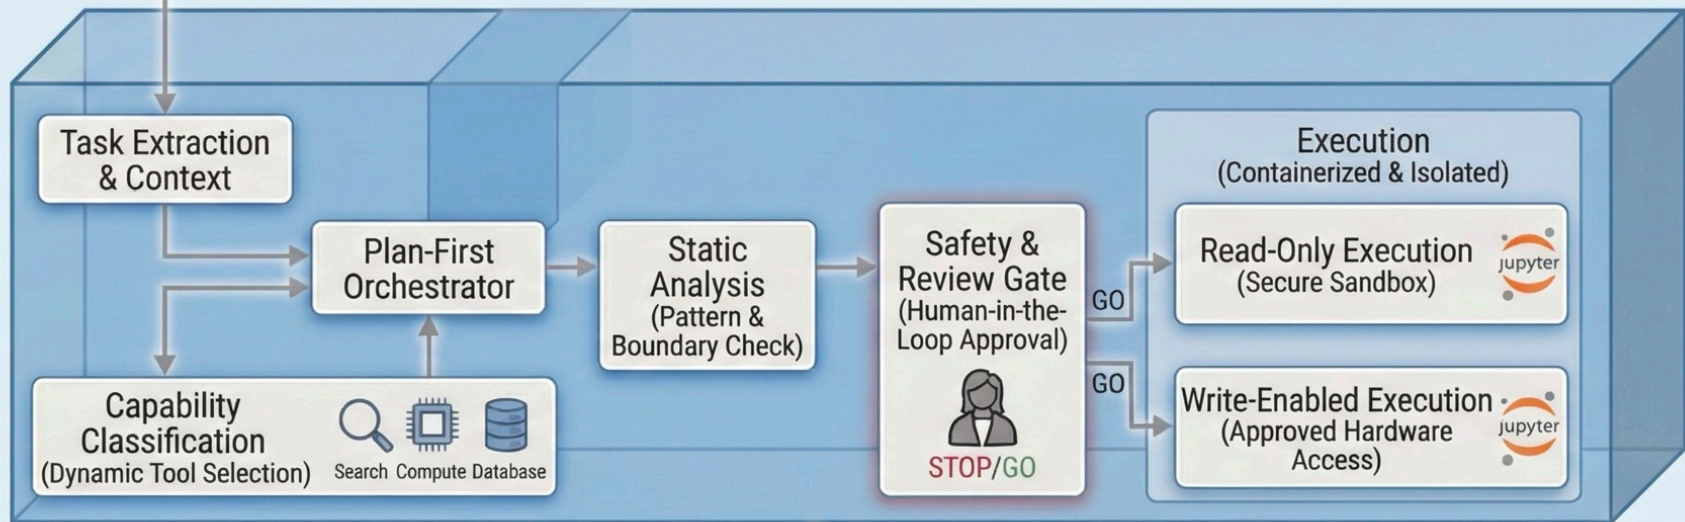 Task Extraction
& Context
Plan-First
Orchestrator
Capability
Classification
(Dynamic Tool Selection)
Search Compute Database
Static
Analysis
(Pattern &
Boundary Check)
Safety &
Review Gate
(Human-in-the-
Loop Approval)
STOP/GO
GO
GO
Execution
(Containerized & Isolated)
Read-Only Execution
(Secure Sandbox)
jupyter
Write-Enabled Execution
(Approved Hardware
Access)
jupyter